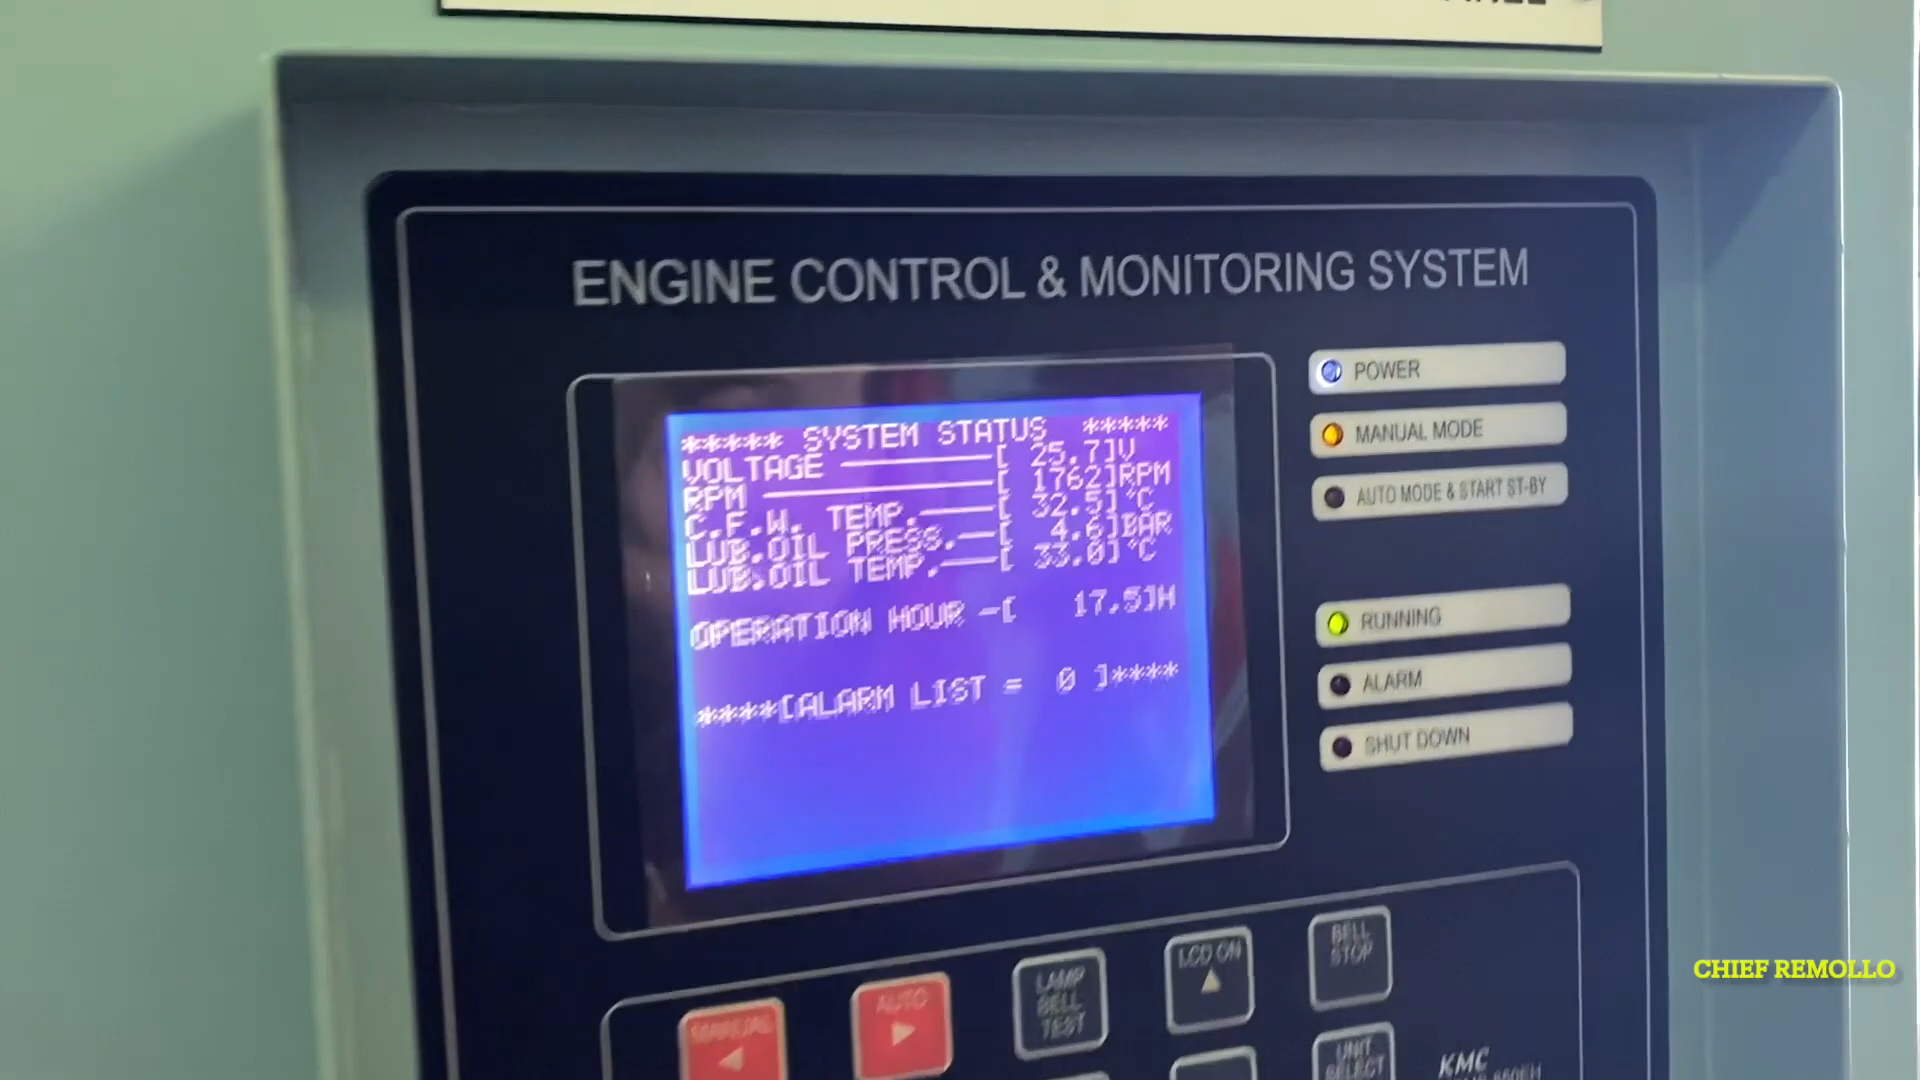 ENGINE CONTROL & MONITORING SYSTEM
***** SYSTEM STATUS *****
VOLTAGE ————[ 25.7]V
RPM ——————[ 1762]RPM
C.F.W. TEMP.———[ 32.5]°C
LUB.OIL PRESS.—[ 4.6]BAR
LUB.OIL TEMP.——[ 33.0]°C
OPERATION HOUR -[ 17.5]H
****[ALARM LIST = 0 ]****
POWER
MANUAL MODE
AUTO MODE & START ST-BY
RUNNING
ALARM
SHUT DOWN
MANUAL
AUTO
LAMP
BELL
TEST
LCD ON
BELL
STOP
UNIT
SELECT
KMC
CHIEF REMOLLO